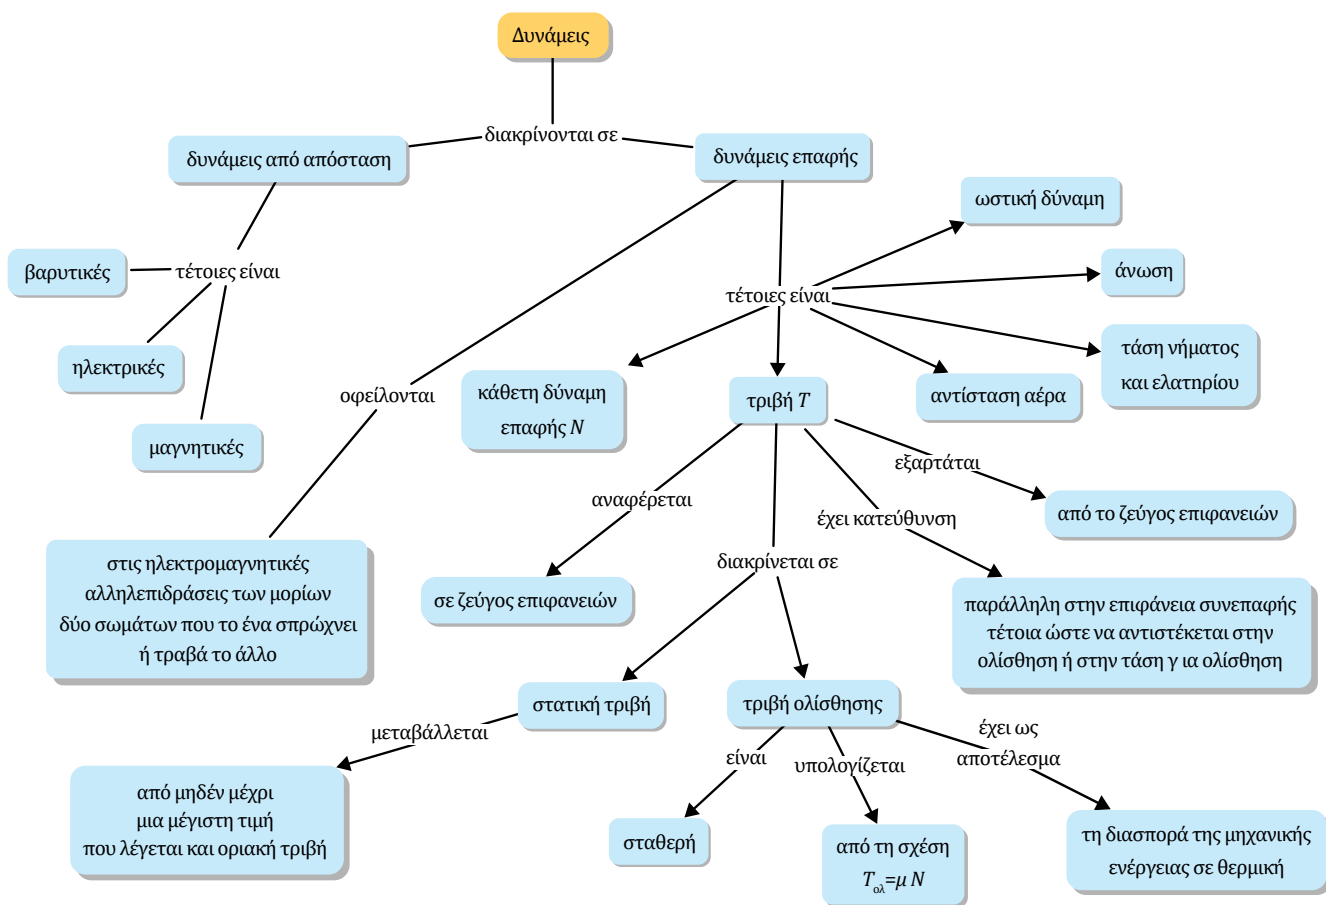 Δυνάμεις
διακρίνονται σε
δυνάμεις από απόσταση
δυνάμεις επαφής
ωστική δύναμη
βαρυτικές
τέτοιες είναι
άνωση
τέτοιες είναι
ηλεκτρικές
τάση νήματος
και ελατηρίου
οφείλονται
κάθετη δύναμη
επαφής N
τριβή T
αντίσταση αέρα
μαγνητικές
εξαρτάται
αναφέρεται
έχει κατεύθυνση
από το ζεύγος επιφανειών
στις ηλεκτρομαγνητικές
αλληλεπιδράσεις των μορίων
δύο σωμάτων που το ένα σπρώχνει
ή τραβά το άλλο
διακρίνεται σε
σε ζεύγος επιφανειών
παράλληλη στην επιφάνεια συνεπαφής
τέτοια ώστε να αντιστέκεται στην
ολίσθηση ή στην τάση γ ια ολίσθηση
στατική τριβή
τριβή ολίσθησης
μεταβάλλεται
έχει ως
αποτέλεσμα
είναι
υπολογίζεται
από μηδέν μέχρι
μια μέγιστη τιμή
που λέγεται και οριακή τριβή
σταθερή
από τη σχέση
Tολ=μ N
τη διασπορά της μηχανικής
ενέργειας σε θερμική